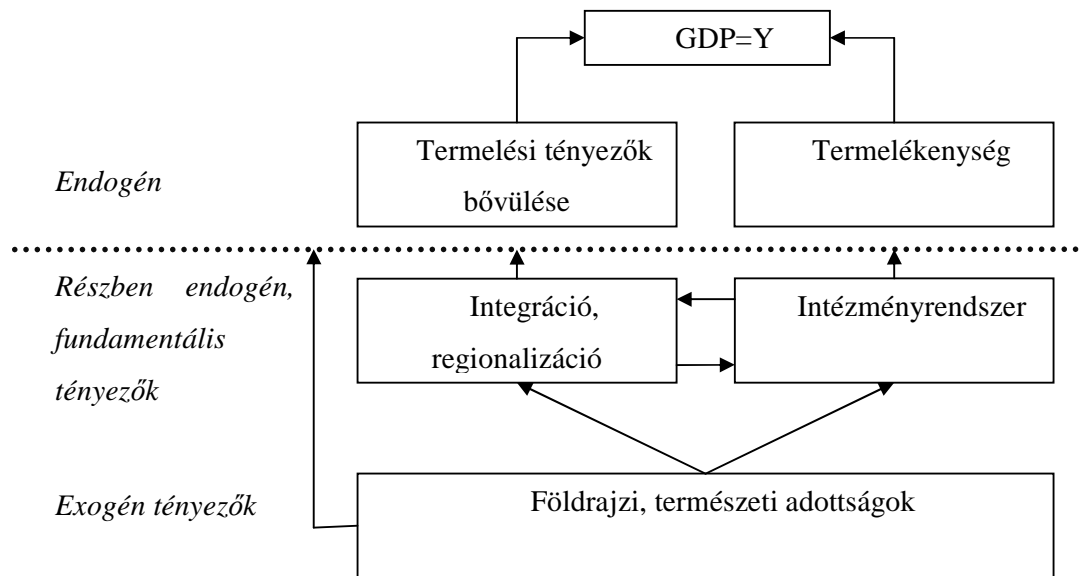 GDP=Y
Termelési tényezők
bővülése
Termelékenység
Endogén
Részben endogén,
fundamentális
tényezők
Integráció,
regionalizáció
Intézményrendszer
Exogén tényezők
Földrajzi, természeti adottságok